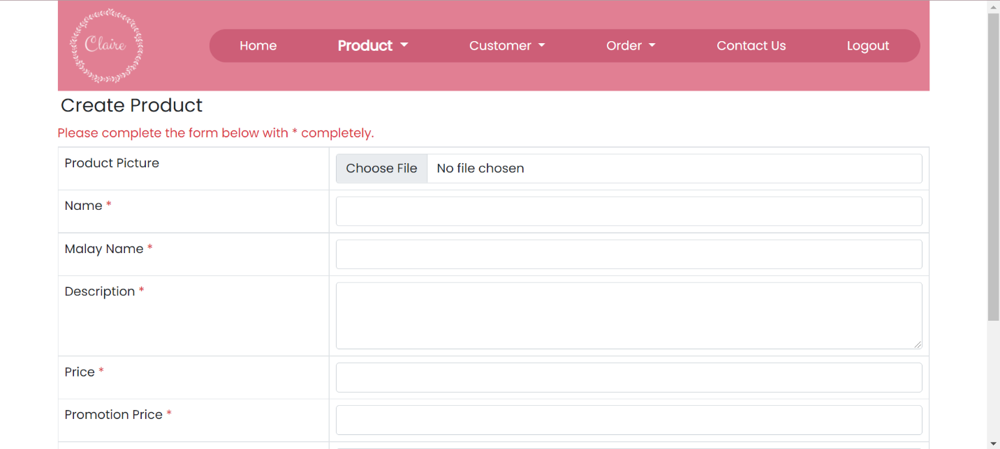 Claire
Home Product Customer Order Contact Us Logout
Create Product
Please complete the form below with * completely.
Product Picture Choose File No file chosen
Name *
Malay Name *
Description *
Price *
Promotion Price *